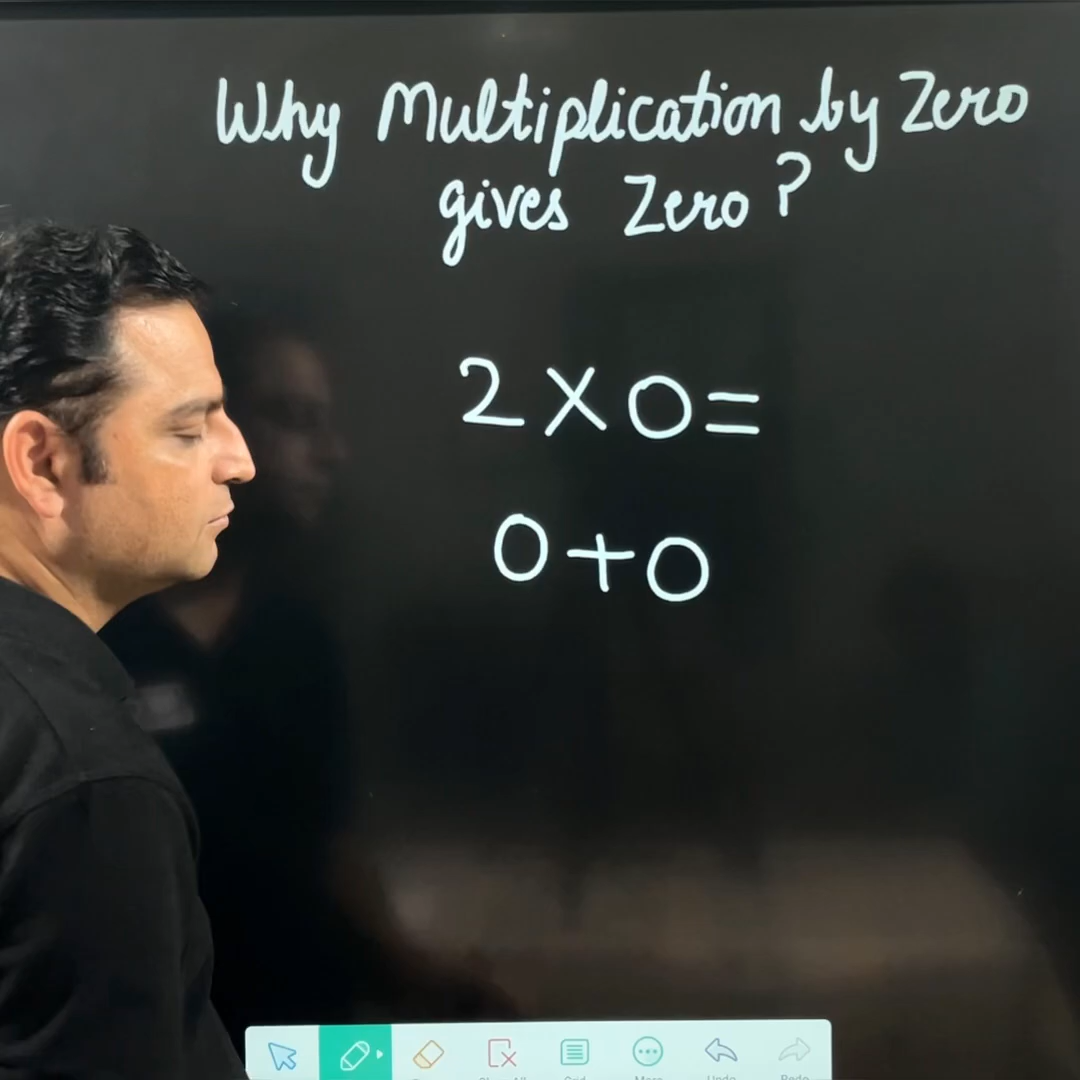 Why Multiplication by Zero
gives Zero?
2 × 0 =
0 + 0